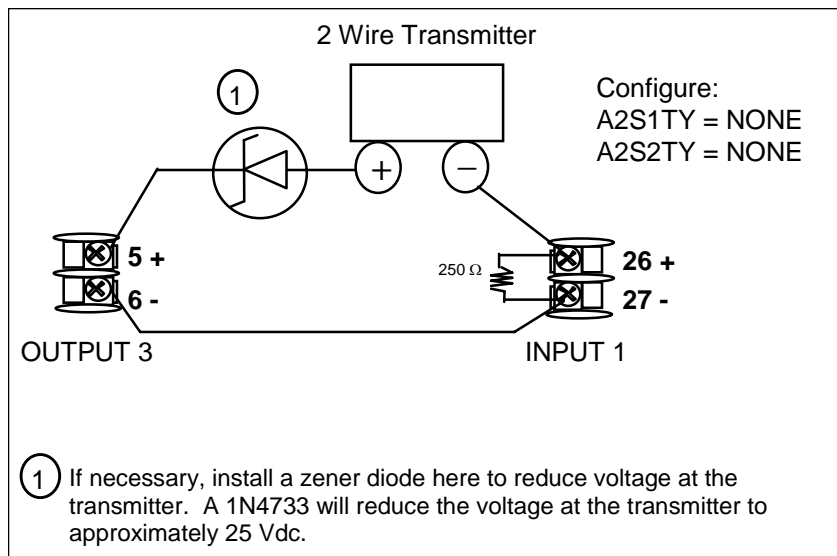 2 Wire Transmitter
1
Configure:
A2S1TY = NONE
A2S2TY = NONE
+
−
5 +
6 -
250 Ω
26 +
27 -
OUTPUT 3
INPUT 1
1 If necessary, install a zener diode here to reduce voltage at the
transmitter. A 1N4733 will reduce the voltage at the transmitter to
approximately 25 Vdc.